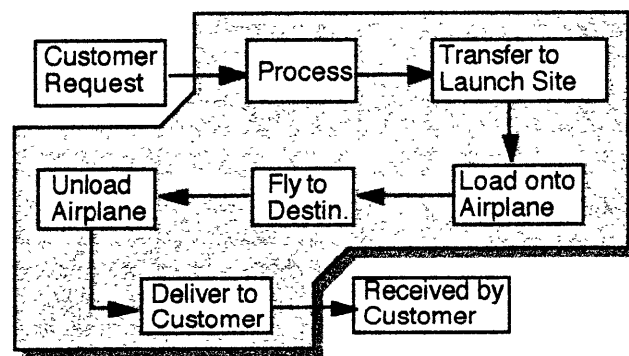 Customer
Request
Process
Transfer to
Launch Site
Load onto
Airplane
Fly to
Destin.
Unload
Airplane
Deliver to
Customer
Received by
Customer